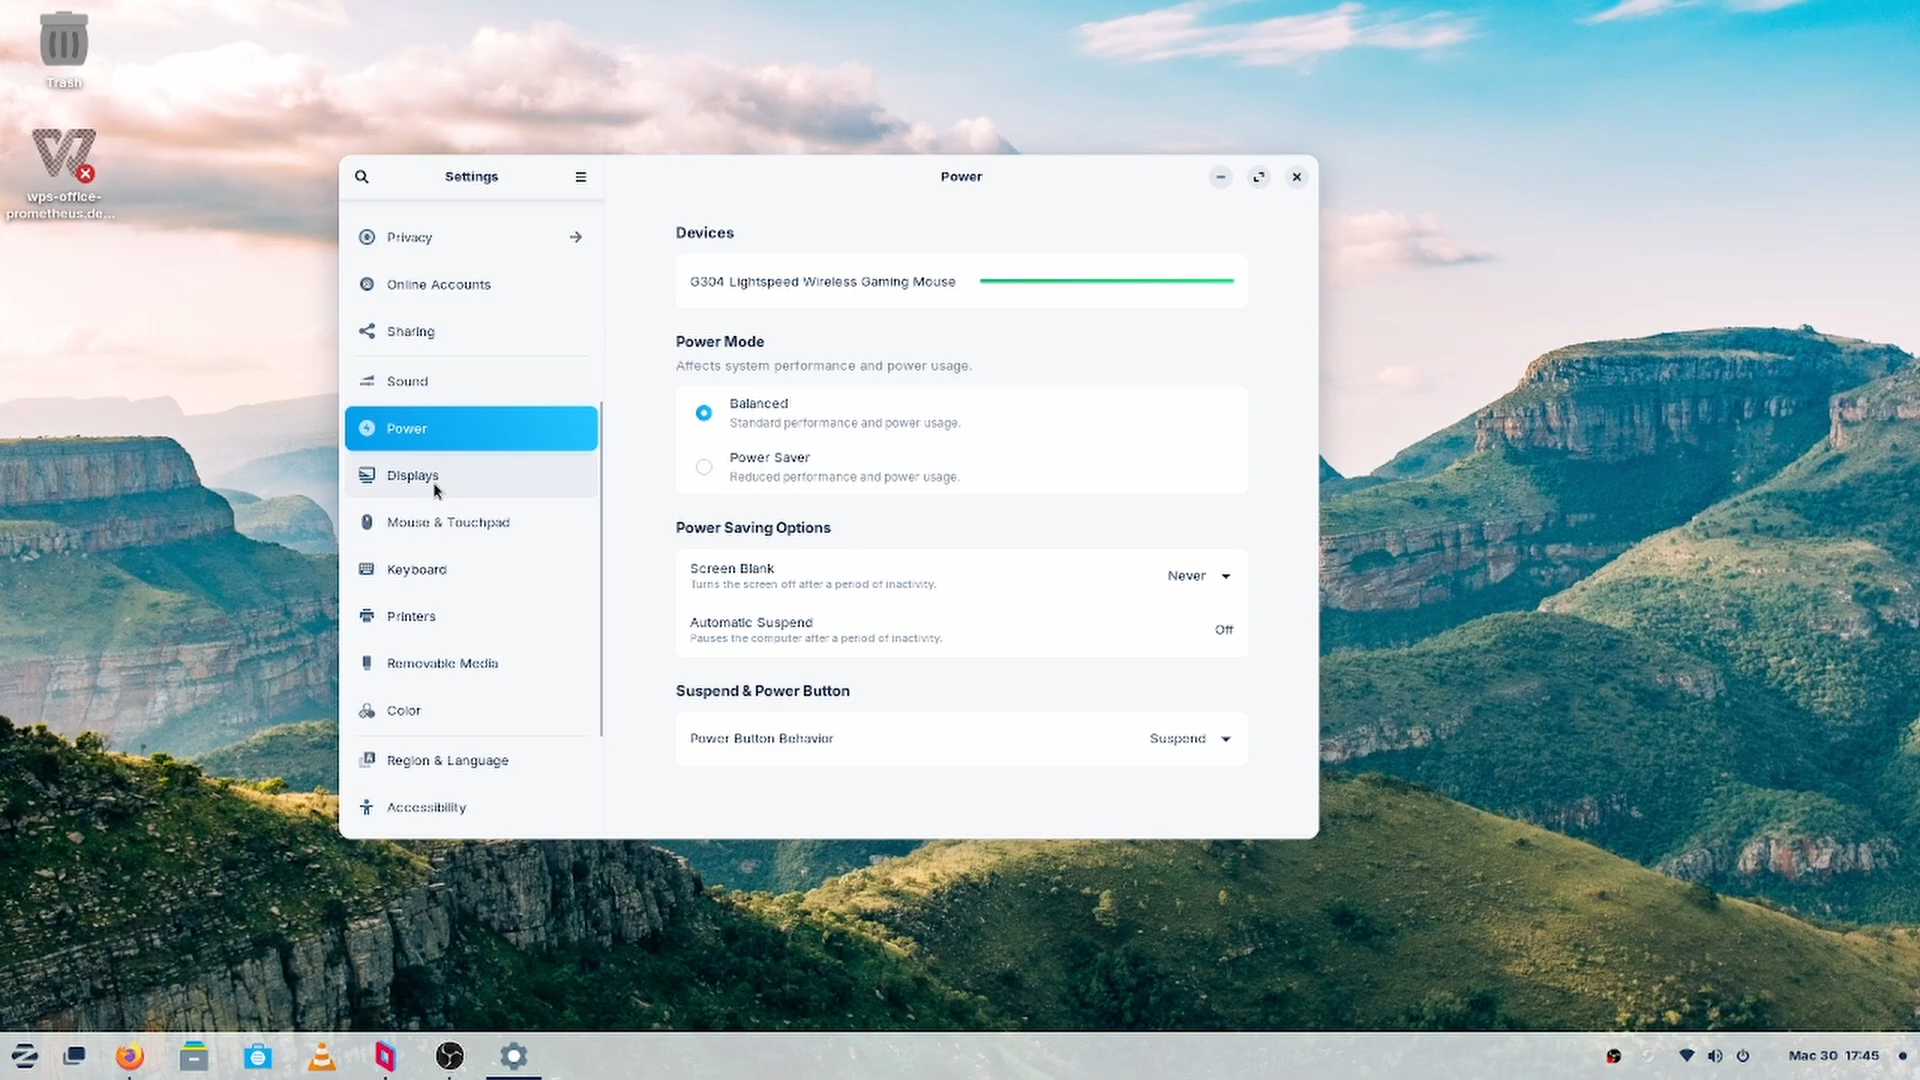 Trash
wps-office-
prometheus.de...
Settings
Power
Privacy
Online Accounts
Sharing
Sound
Power
Displays
Mouse & Touchpad
Keyboard
Printers
Removable Media
Color
Region & Language
Accessibility
Devices
G304 Lightspeed Wireless Gaming Mouse
Power Mode
Affects system performance and power usage.
Balanced
Standard performance and power usage.
Power Saver
Reduced performance and power usage.
Power Saving Options
Screen Blank
Turns the screen off after a period of inactivity.
Never
Automatic Suspend
Pauses the computer after a period of inactivity.
Off
Suspend & Power Button
Power Button Behavior
Suspend
Mac 30 17:45